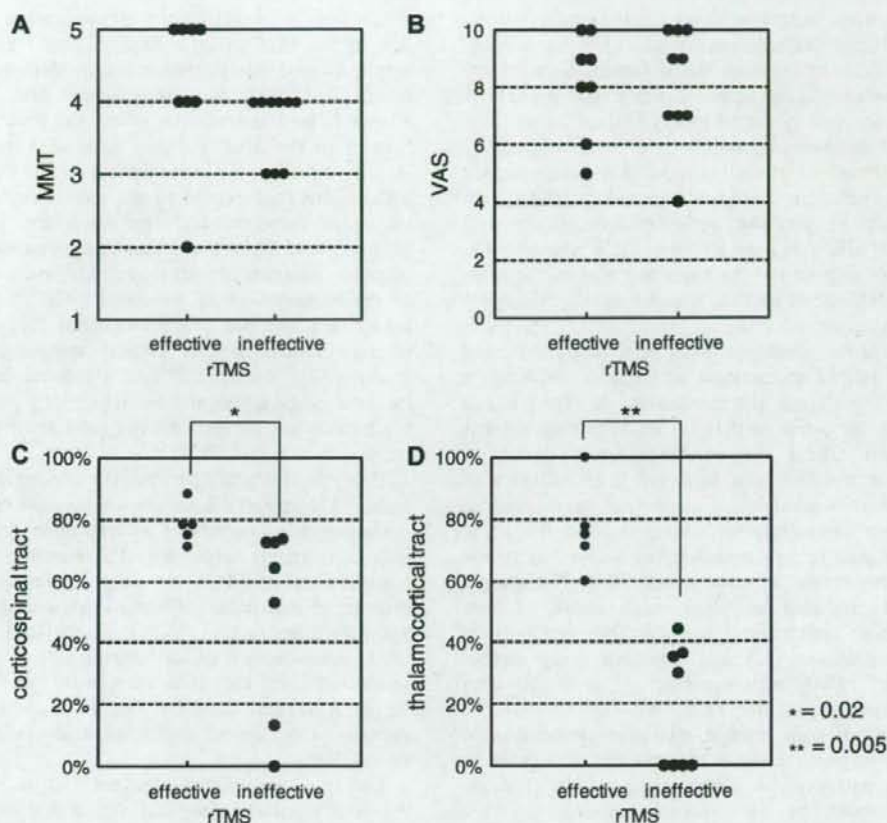 A
5
4
3
2
1
MMT
effective ineffective
rTMS
B
10
8
6
4
2
0
VAS
effective ineffective
rTMS
C
*
100%
80%
60%
40%
20%
0%
corticospinal tract
effective ineffective
rTMS
D
**
100%
80%
60%
40%
20%
0%
thalamocortical tract
effective ineffective
rTMS
* = 0.02
** = 0.005